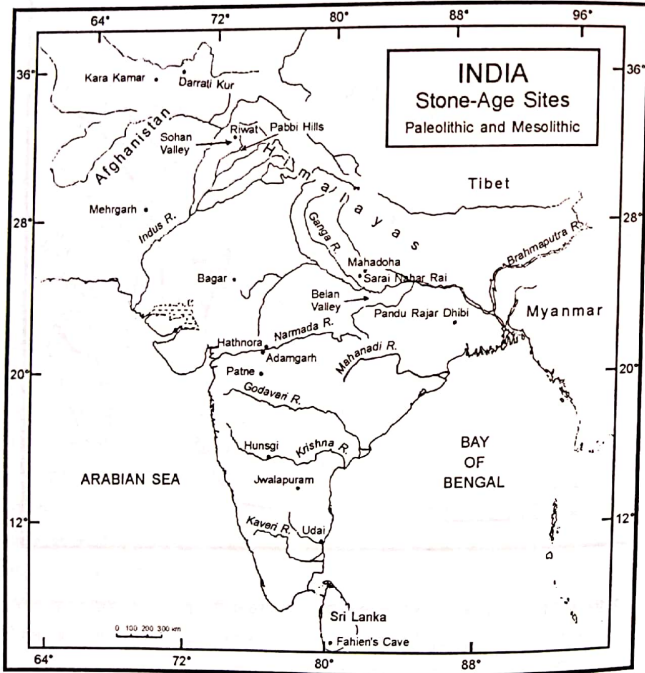 64°
72°
80°
88°
96°
INDIA
Stone-Age Sites
Paleolithic and Mesolithic
36°
36°
Kara Kamar
Darrati Kur
Afghanistan
Sohan
Valley
Riwat
Pabbi Hills
Himalayas
Tibet
Mehrgarh
28°
28°
Indus R.
Ganga R.
Brahmaputra R.
Mahadoha
Sarai Nahar Rai
Bagar
Belan
Valley
Pandu Rajar Dhibi
Myanmar
Hathnora
Narmada R.
Adamgarh
Mahanadi R.
Patne
20°
20°
Godavari R.
Hunsgi
Krishna R.
BAY
OF
BENGAL
ARABIAN SEA
Jwalapuram
12°
12°
Kaveri R.
Udai
Sri Lanka
0 100 200 300 km
Fahien's Cave
64°
72°
80°
88°